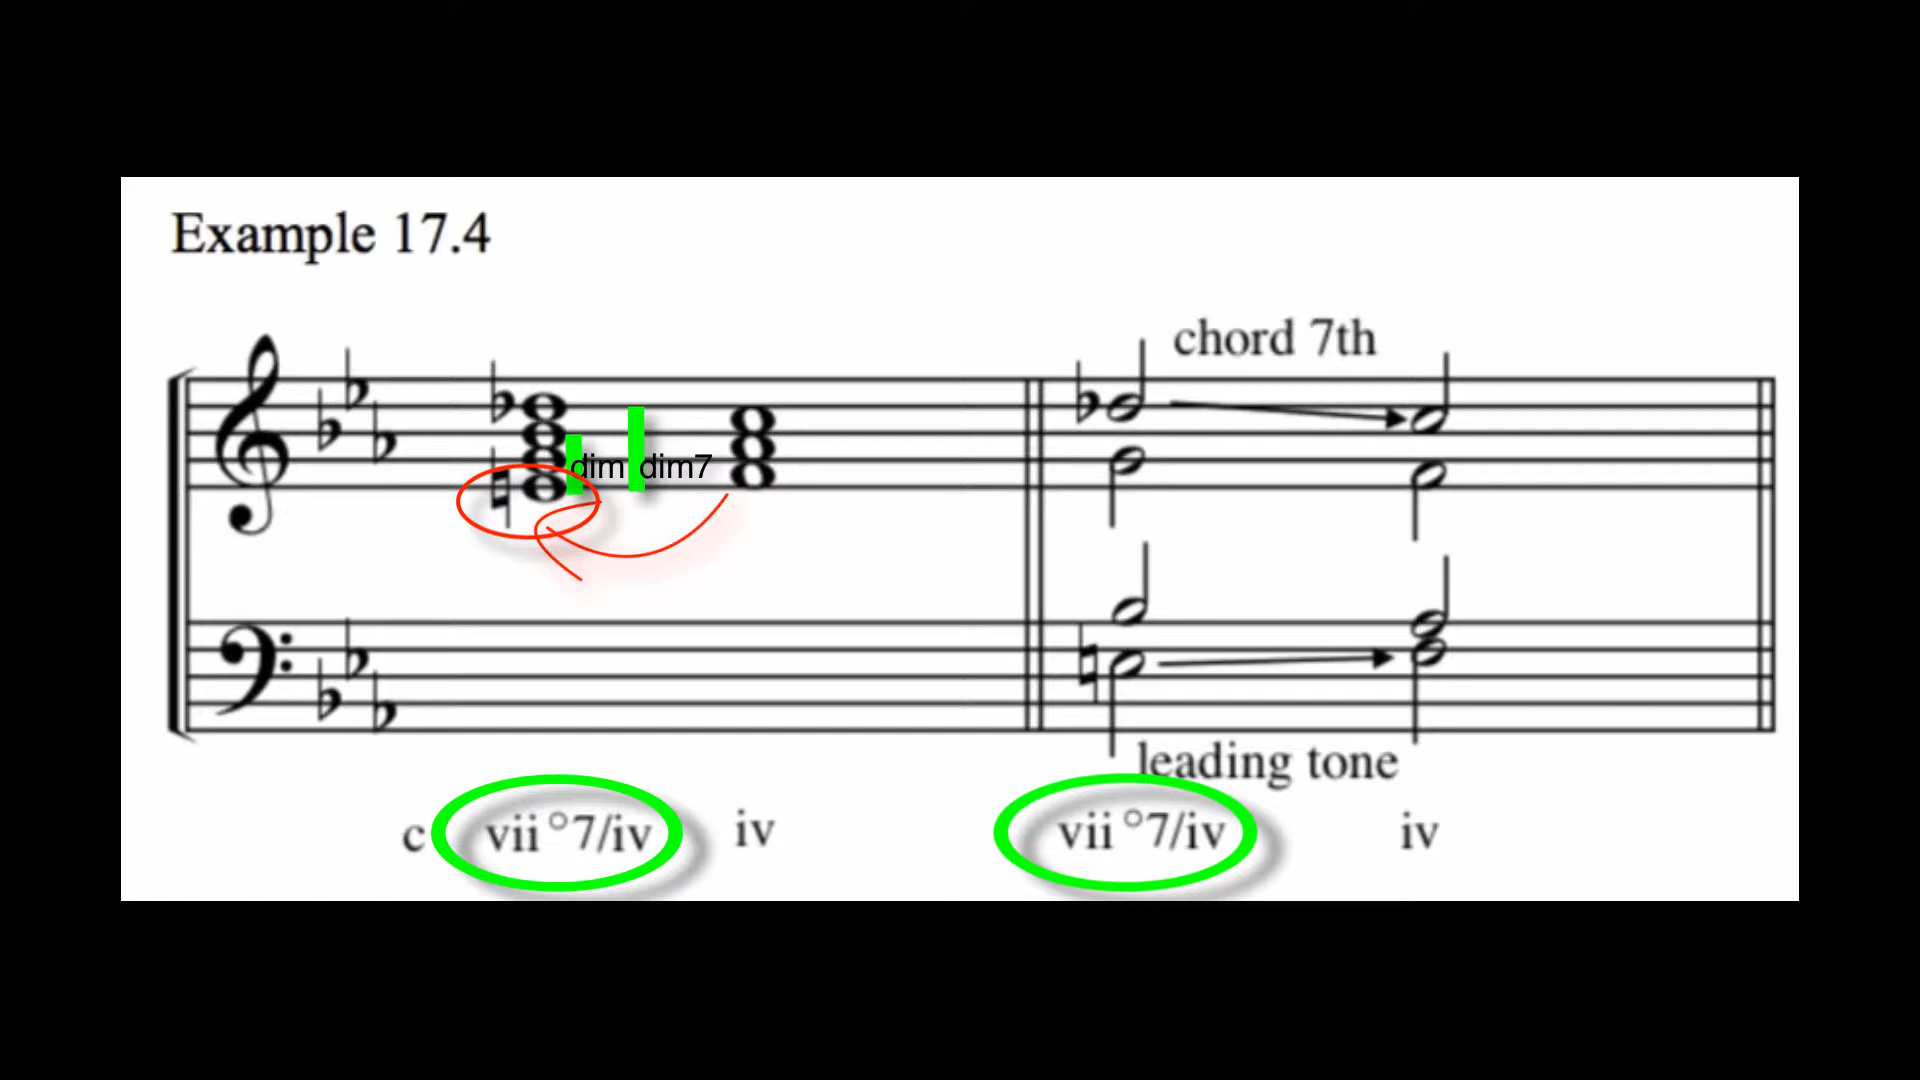 Example 17.4
chord 7th
dim dim7
leading tone
c vii°7/iv iv vii°7/iv iv